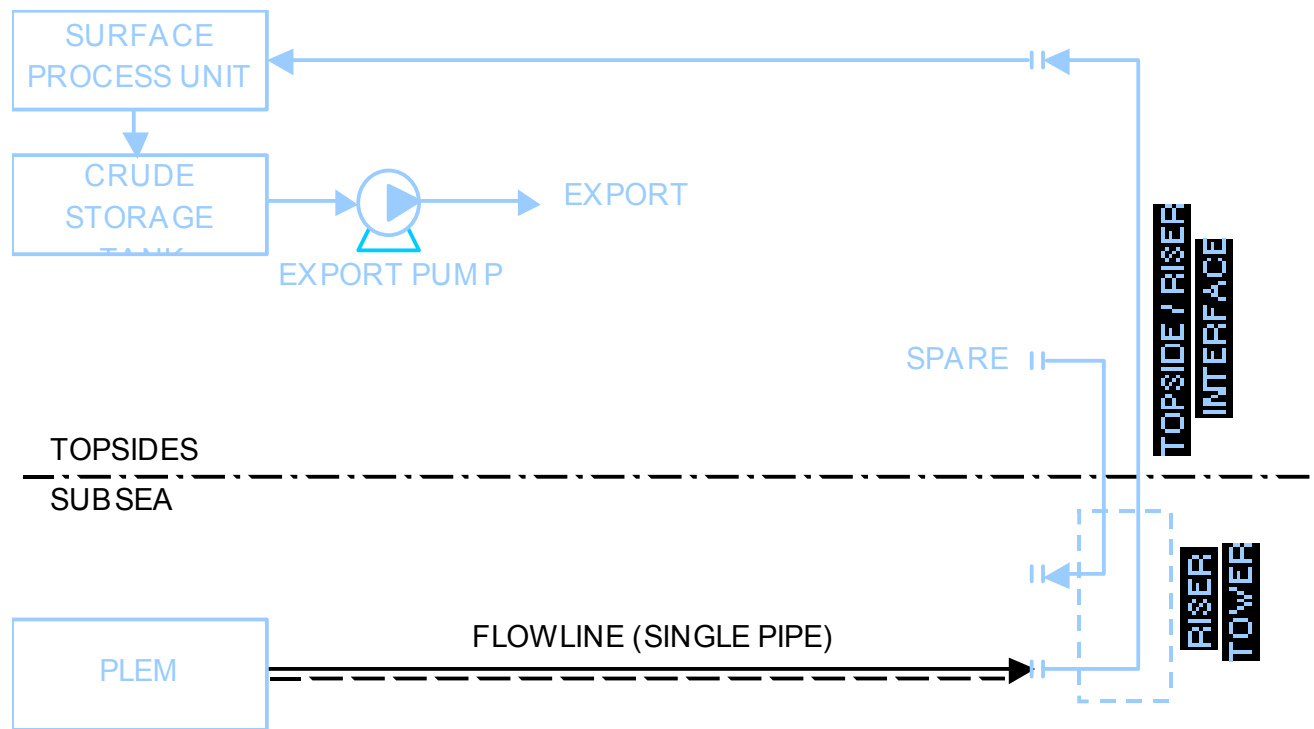 SURFACE
PROCESS UNIT
CRUDE
STORAGE
TANK
EXPORT
EXPORT PUMP
SPARE
TOPSIDE / RISER
INTERFACE
TOPSIDES
SUBSEA
RISER
TOWER
FLOWLINE (SINGLE PIPE)
PLEM